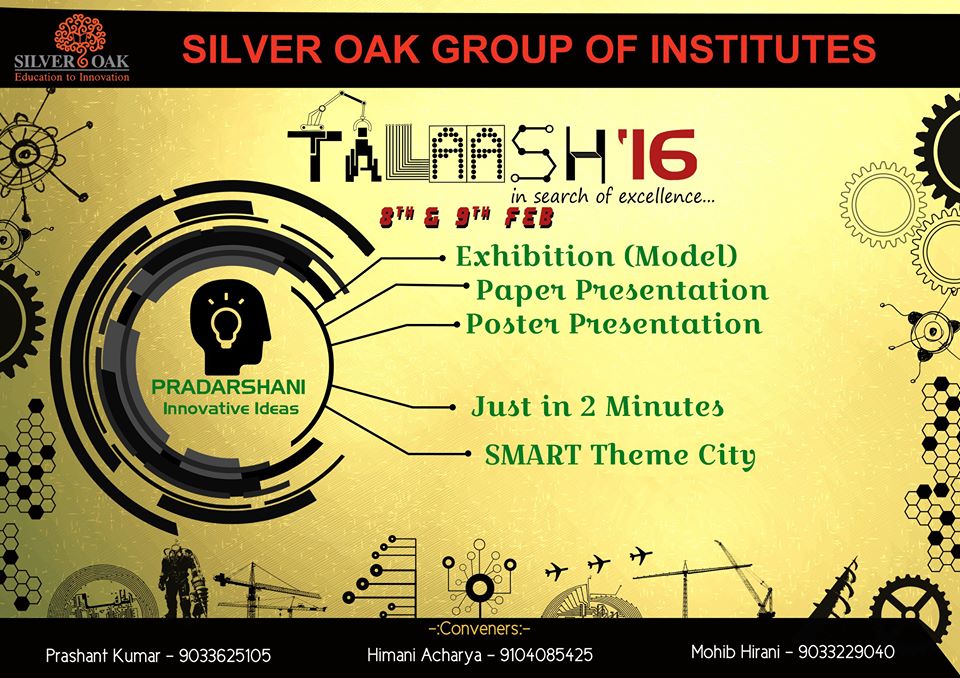 SILVER OAK
Education to Innovation
SILVER OAK GROUP OF INSTITUTES
TALAASH '16
in search of excellence...
8TH & 9TH FEB
Exhibition (Model)
Paper Presentation
Poster Presentation
PRADARSHANI
Innovative Ideas
Just in 2 Minutes
SMART Theme City
-:Conveners:-
Prashant Kumar - 9033625105
Himani Acharya - 9104085425
Mohib Hirani - 9033229040